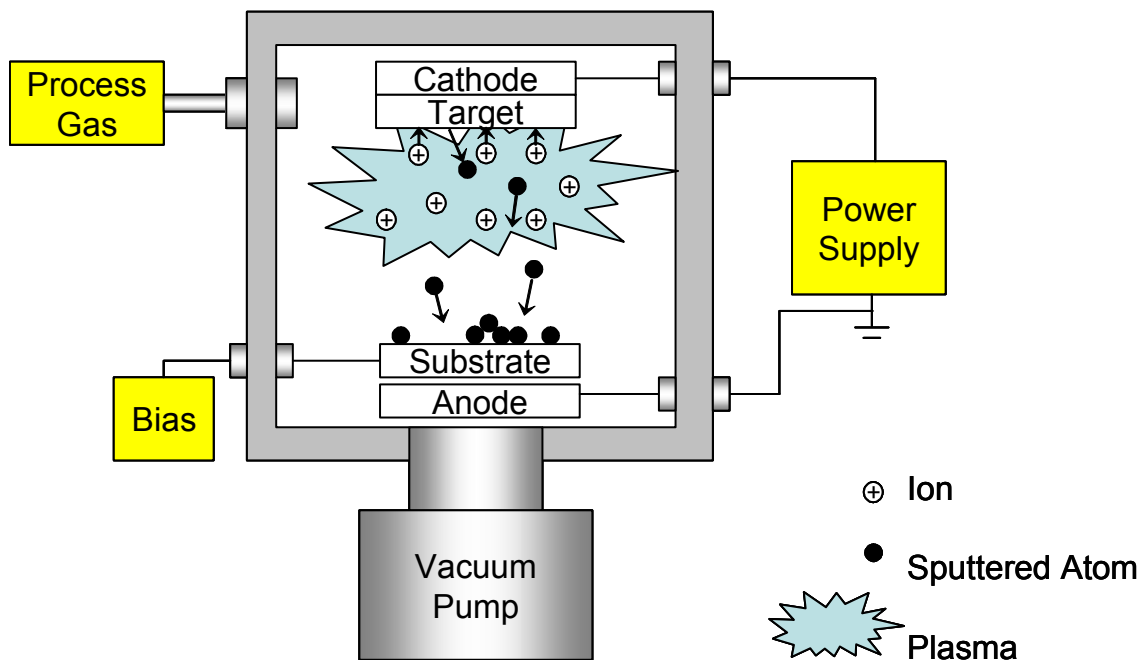 Process
Gas
Cathode
Target
Power
Supply
Substrate
Anode
Bias
Vacuum
Pump
Ion
Sputtered Atom
Plasma